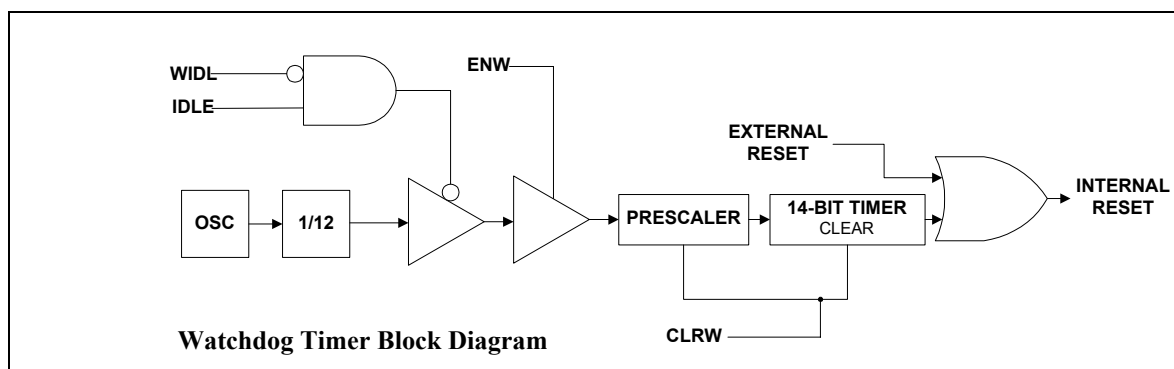 WIDL
IDLE
ENW
EXTERNAL
RESET
INTERNAL
RESET
OSC
1/12
PRESCALER
14-BIT TIMER
CLEAR
CLRW
Watchdog Timer Block Diagram